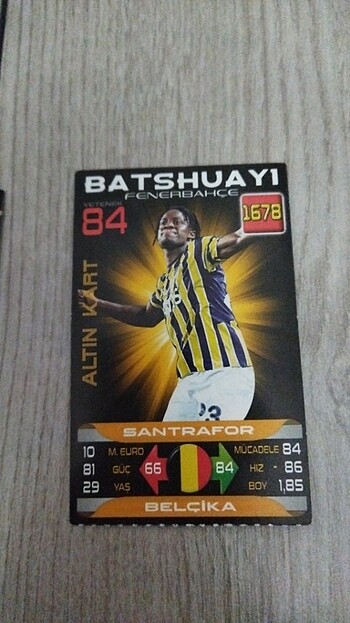 BATSHUAYI
FENERBAHÇE
YETENEK
84
1678
ALTIN KART
23
SANTRAFOR
10 M. EURO MÜCADELE 84
81 GÜÇ 66 84 HIZ - 86
29 YAŞ BOY 1,85
BELÇİKA